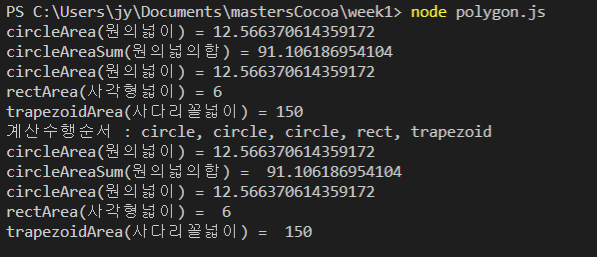 PS C:\Users\jy\Documents\mastersCocoa\week1> node polygon.js
circleArea(원의넓이) = 12.566370614359172
circleAreaSum(원의넓의의합) = 91.106186954104
circleArea(원의넓이) = 12.566370614359172
rectArea(사각형넓이) = 6
trapezoidArea(사다리꼴넓이) = 150
계산수행순서 : circle, circle, circle, rect, trapezoid
circleArea(원의넓이) = 12.566370614359172
circleAreaSum(원의넓의의합) =  91.106186954104
circleArea(원의넓이) = 12.566370614359172
rectArea(사각형넓이) =  6
trapezoidArea(사다리꼴넓이) =  150